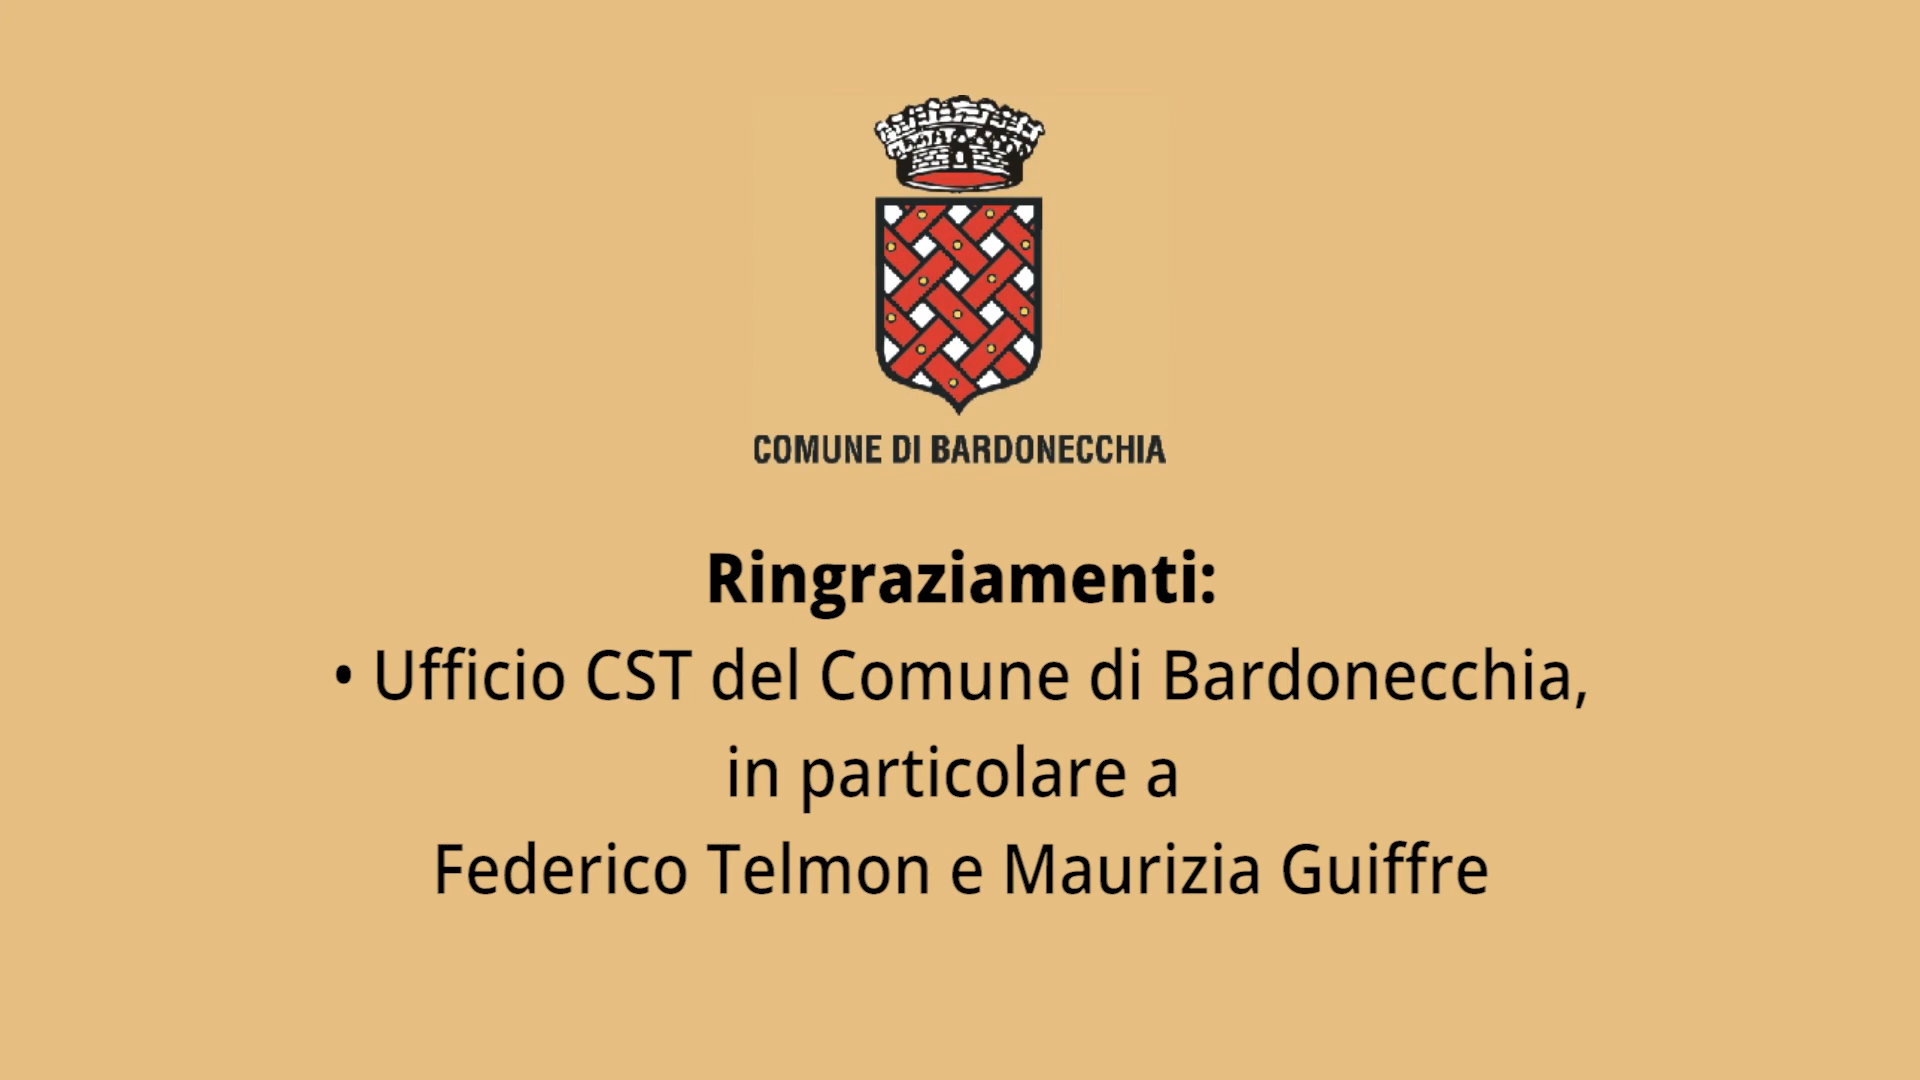 COMUNE DI BARDONECCHIA
Ringraziamenti:
• Ufficio CST del Comune di Bardonecchia,
in particolare a
Federico Telmon e Maurizia Guiffre